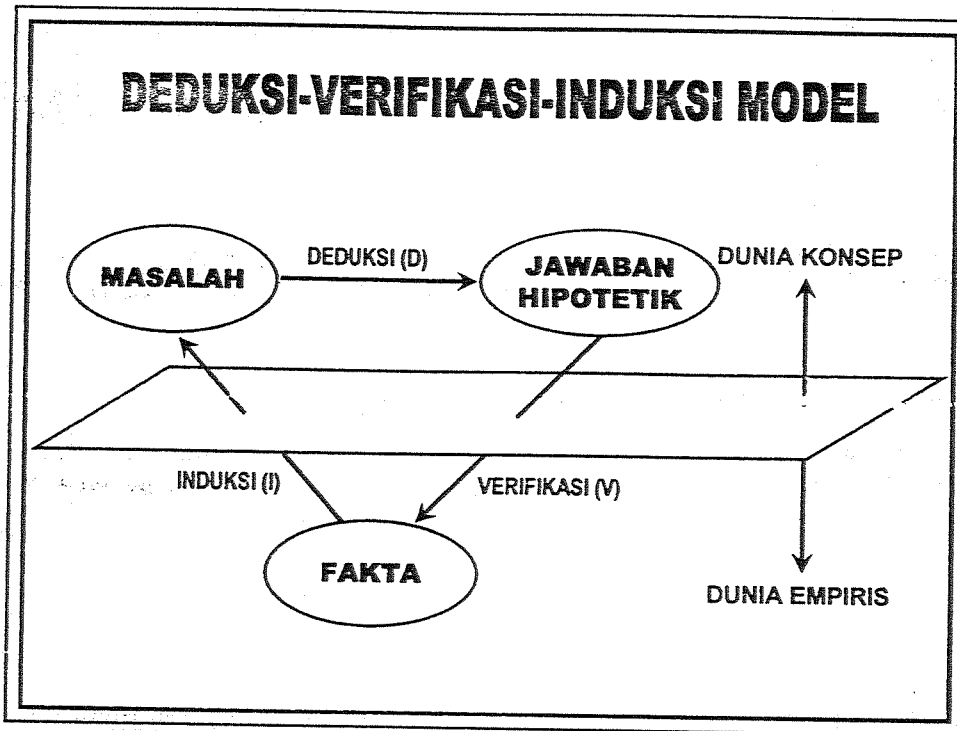 DEDUKSI-VERIFIKASI-INDUKSI MODEL
MASALAH
DEDUKSI (D)
JAWABAN
HIPOTETIK
DUNIA KONSEP
INDUKSI (I)
VERIFIKASI (V)
FAKTA
DUNIA EMPIRIS